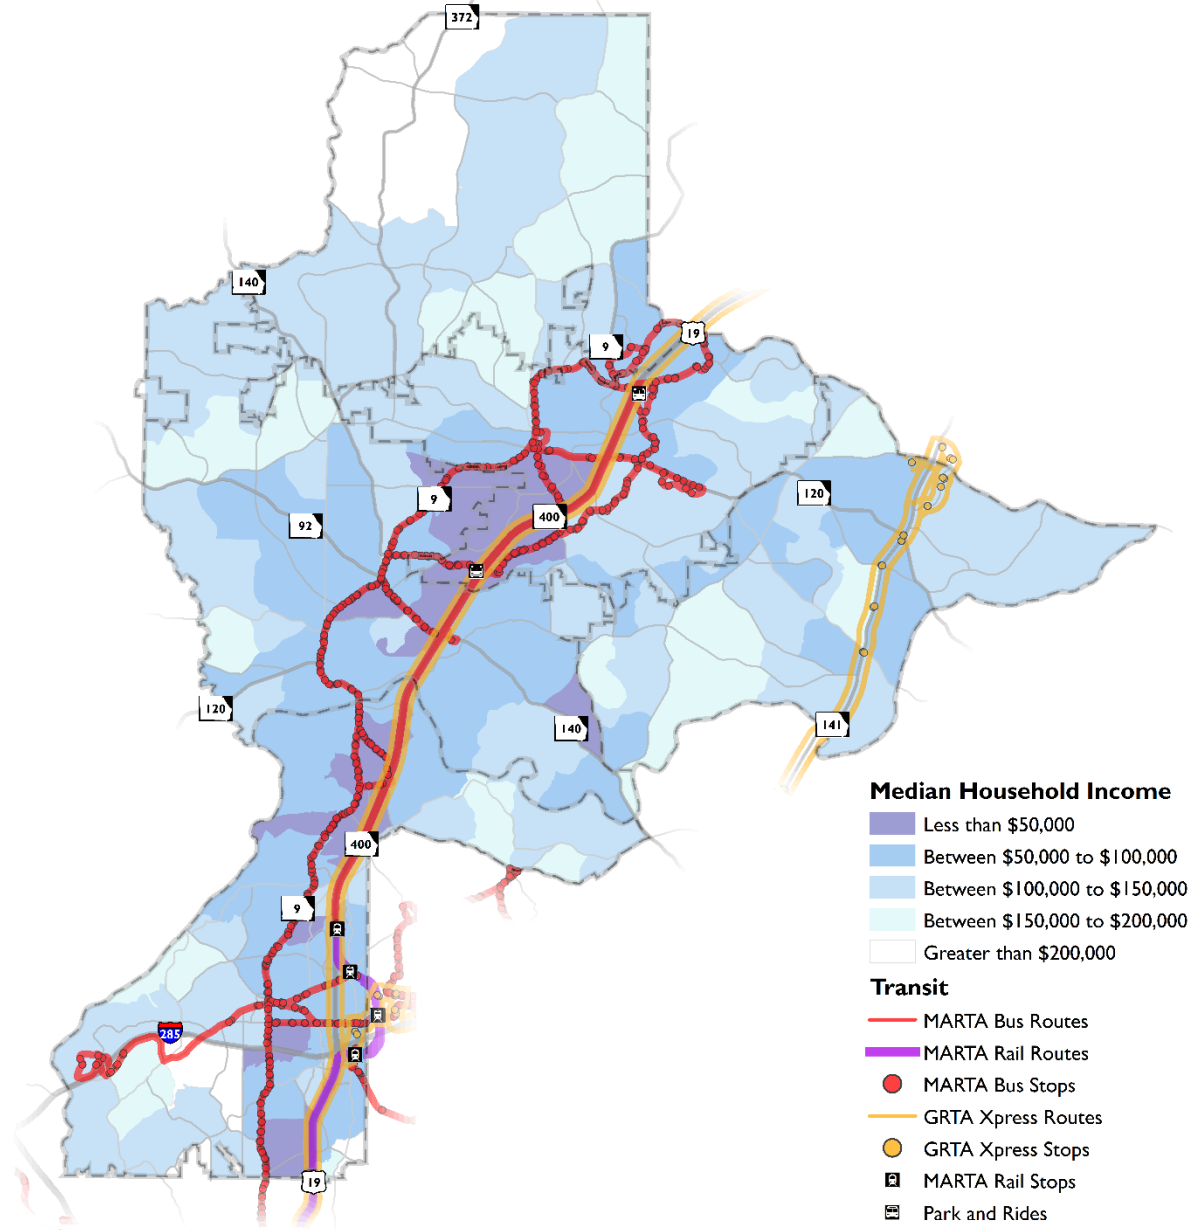 372
140
19
9
9
120
400
92
120
140
141
400
9
285
19
Median Household Income
Less than $50,000
Between $50,000 to $100,000
Between $100,000 to $150,000
Between $150,000 to $200,000
Greater than $200,000
Transit
MARTA Bus Routes
MARTA Rail Routes
MARTA Bus Stops
GRTA Xpress Routes
GRTA Xpress Stops
MARTA Rail Stops
Park and Rides